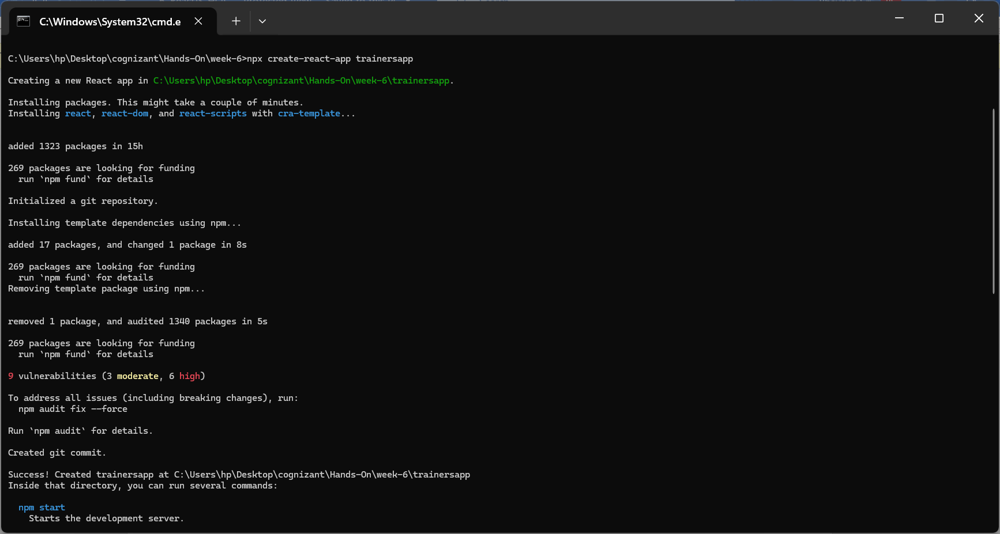 C:\Windows\System32\cmd.e
C:\Users\hp\Desktop\cognizant\Hands-On\week-6>npx create-react-app trainersapp
Creating a new React app in C:\Users\hp\Desktop\cognizant\Hands-On\week-6\trainersapp.
Installing packages. This might take a couple of minutes.
Installing react, react-dom, and react-scripts with cra-template...
added 1323 packages in 15h
269 packages are looking for funding
  run `npm fund` for details
Initialized a git repository.
Installing template dependencies using npm...
added 17 packages, and changed 1 package in 8s
269 packages are looking for funding
  run `npm fund` for details
Removing template package using npm...
removed 1 package, and audited 1340 packages in 5s
269 packages are looking for funding
  run `npm fund` for details
9 vulnerabilities (3 moderate, 6 high)
To address all issues (including breaking changes), run:
  npm audit fix --force
Run `npm audit` for details.
Created git commit.
Success! Created trainersapp at C:\Users\hp\Desktop\cognizant\Hands-On\week-6\trainersapp
Inside that directory, you can run several commands:
  npm start
    Starts the development server.